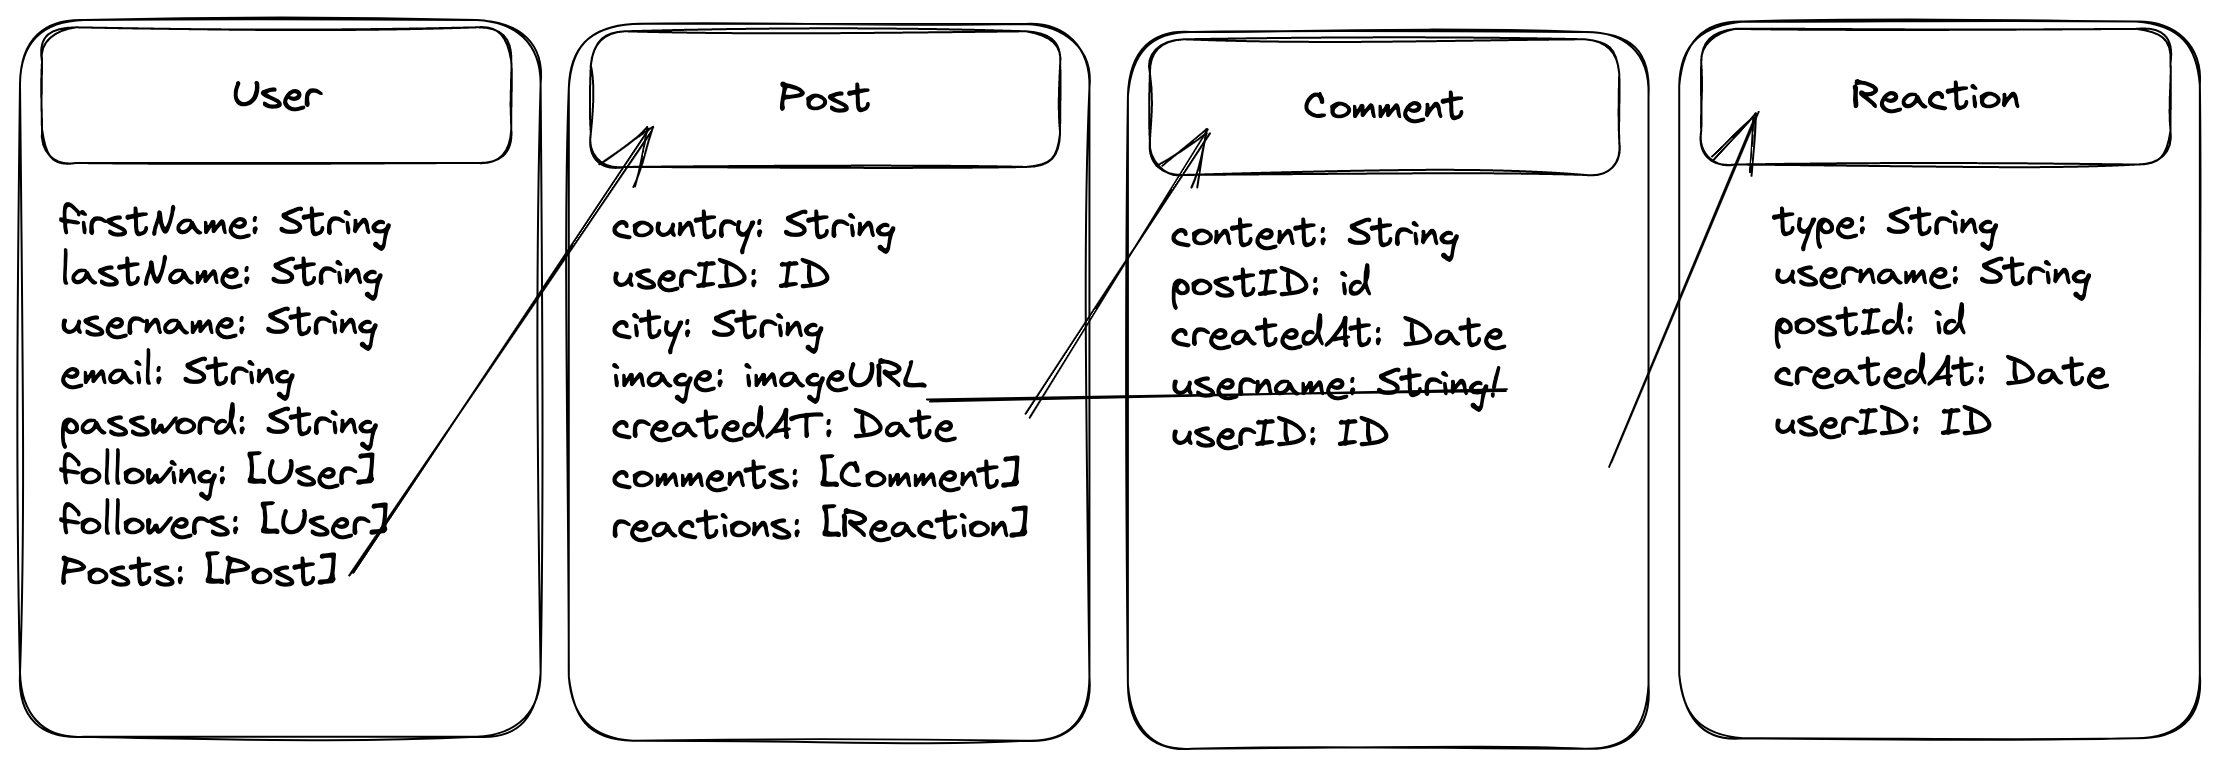 User
firstName: String
lastName: String
username: String
email: String
password: String
following: [User]
followers: [User]
Posts: [Post]
Post
country: String
userID: ID
city: String
image: imageURL
createdAT: Date
comments: [Comment]
reactions: [Reaction]
Comment
content: String
postID: id
createdAt: Date
username: String!
userID: ID
Reaction
type: String
username: String
postId: id
createdAt: Date
userID: ID